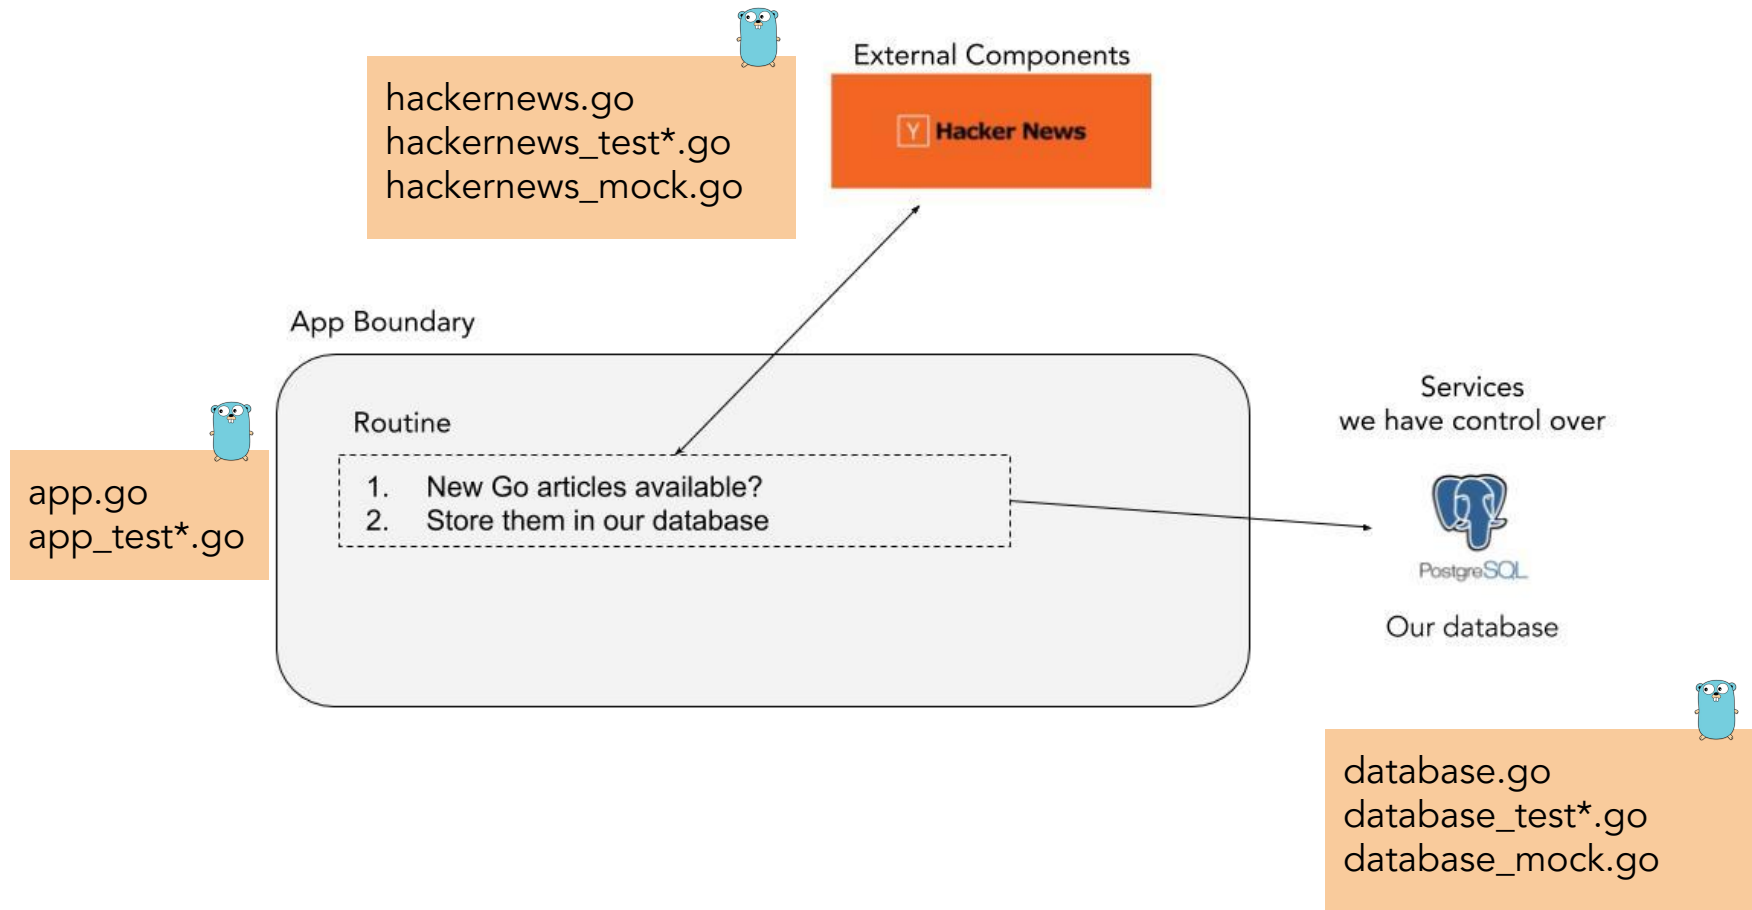 hackernews.go
hackernews_test*.go
hackernews_mock.go
External Components
Y Hacker News
App Boundary
Routine
1. New Go articles available?
2. Store them in our database
app.go
app_test*.go
Services
we have control over
PostgreSQL
Our database
database.go
database_test*.go
database_mock.go